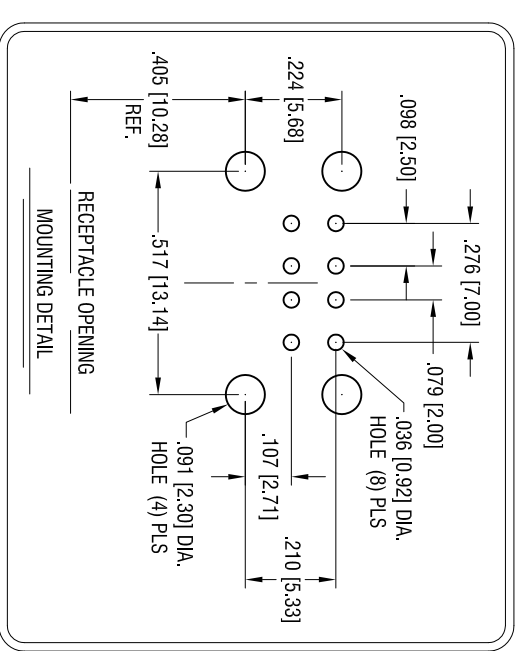 .276 [7.00]
.098 [2.50]
.079 [2.00]
.036 [0.92] DIA.
HOLE (8) PLS
.224 [5.68]
.210 [5.33]
.107 [2.71]
.405 [10.28]
REF.
.517 [13.14]
.091 [2.30] DIA.
HOLE (4) PLS
RECEPTACLE OPENING
MOUNTING DETAIL